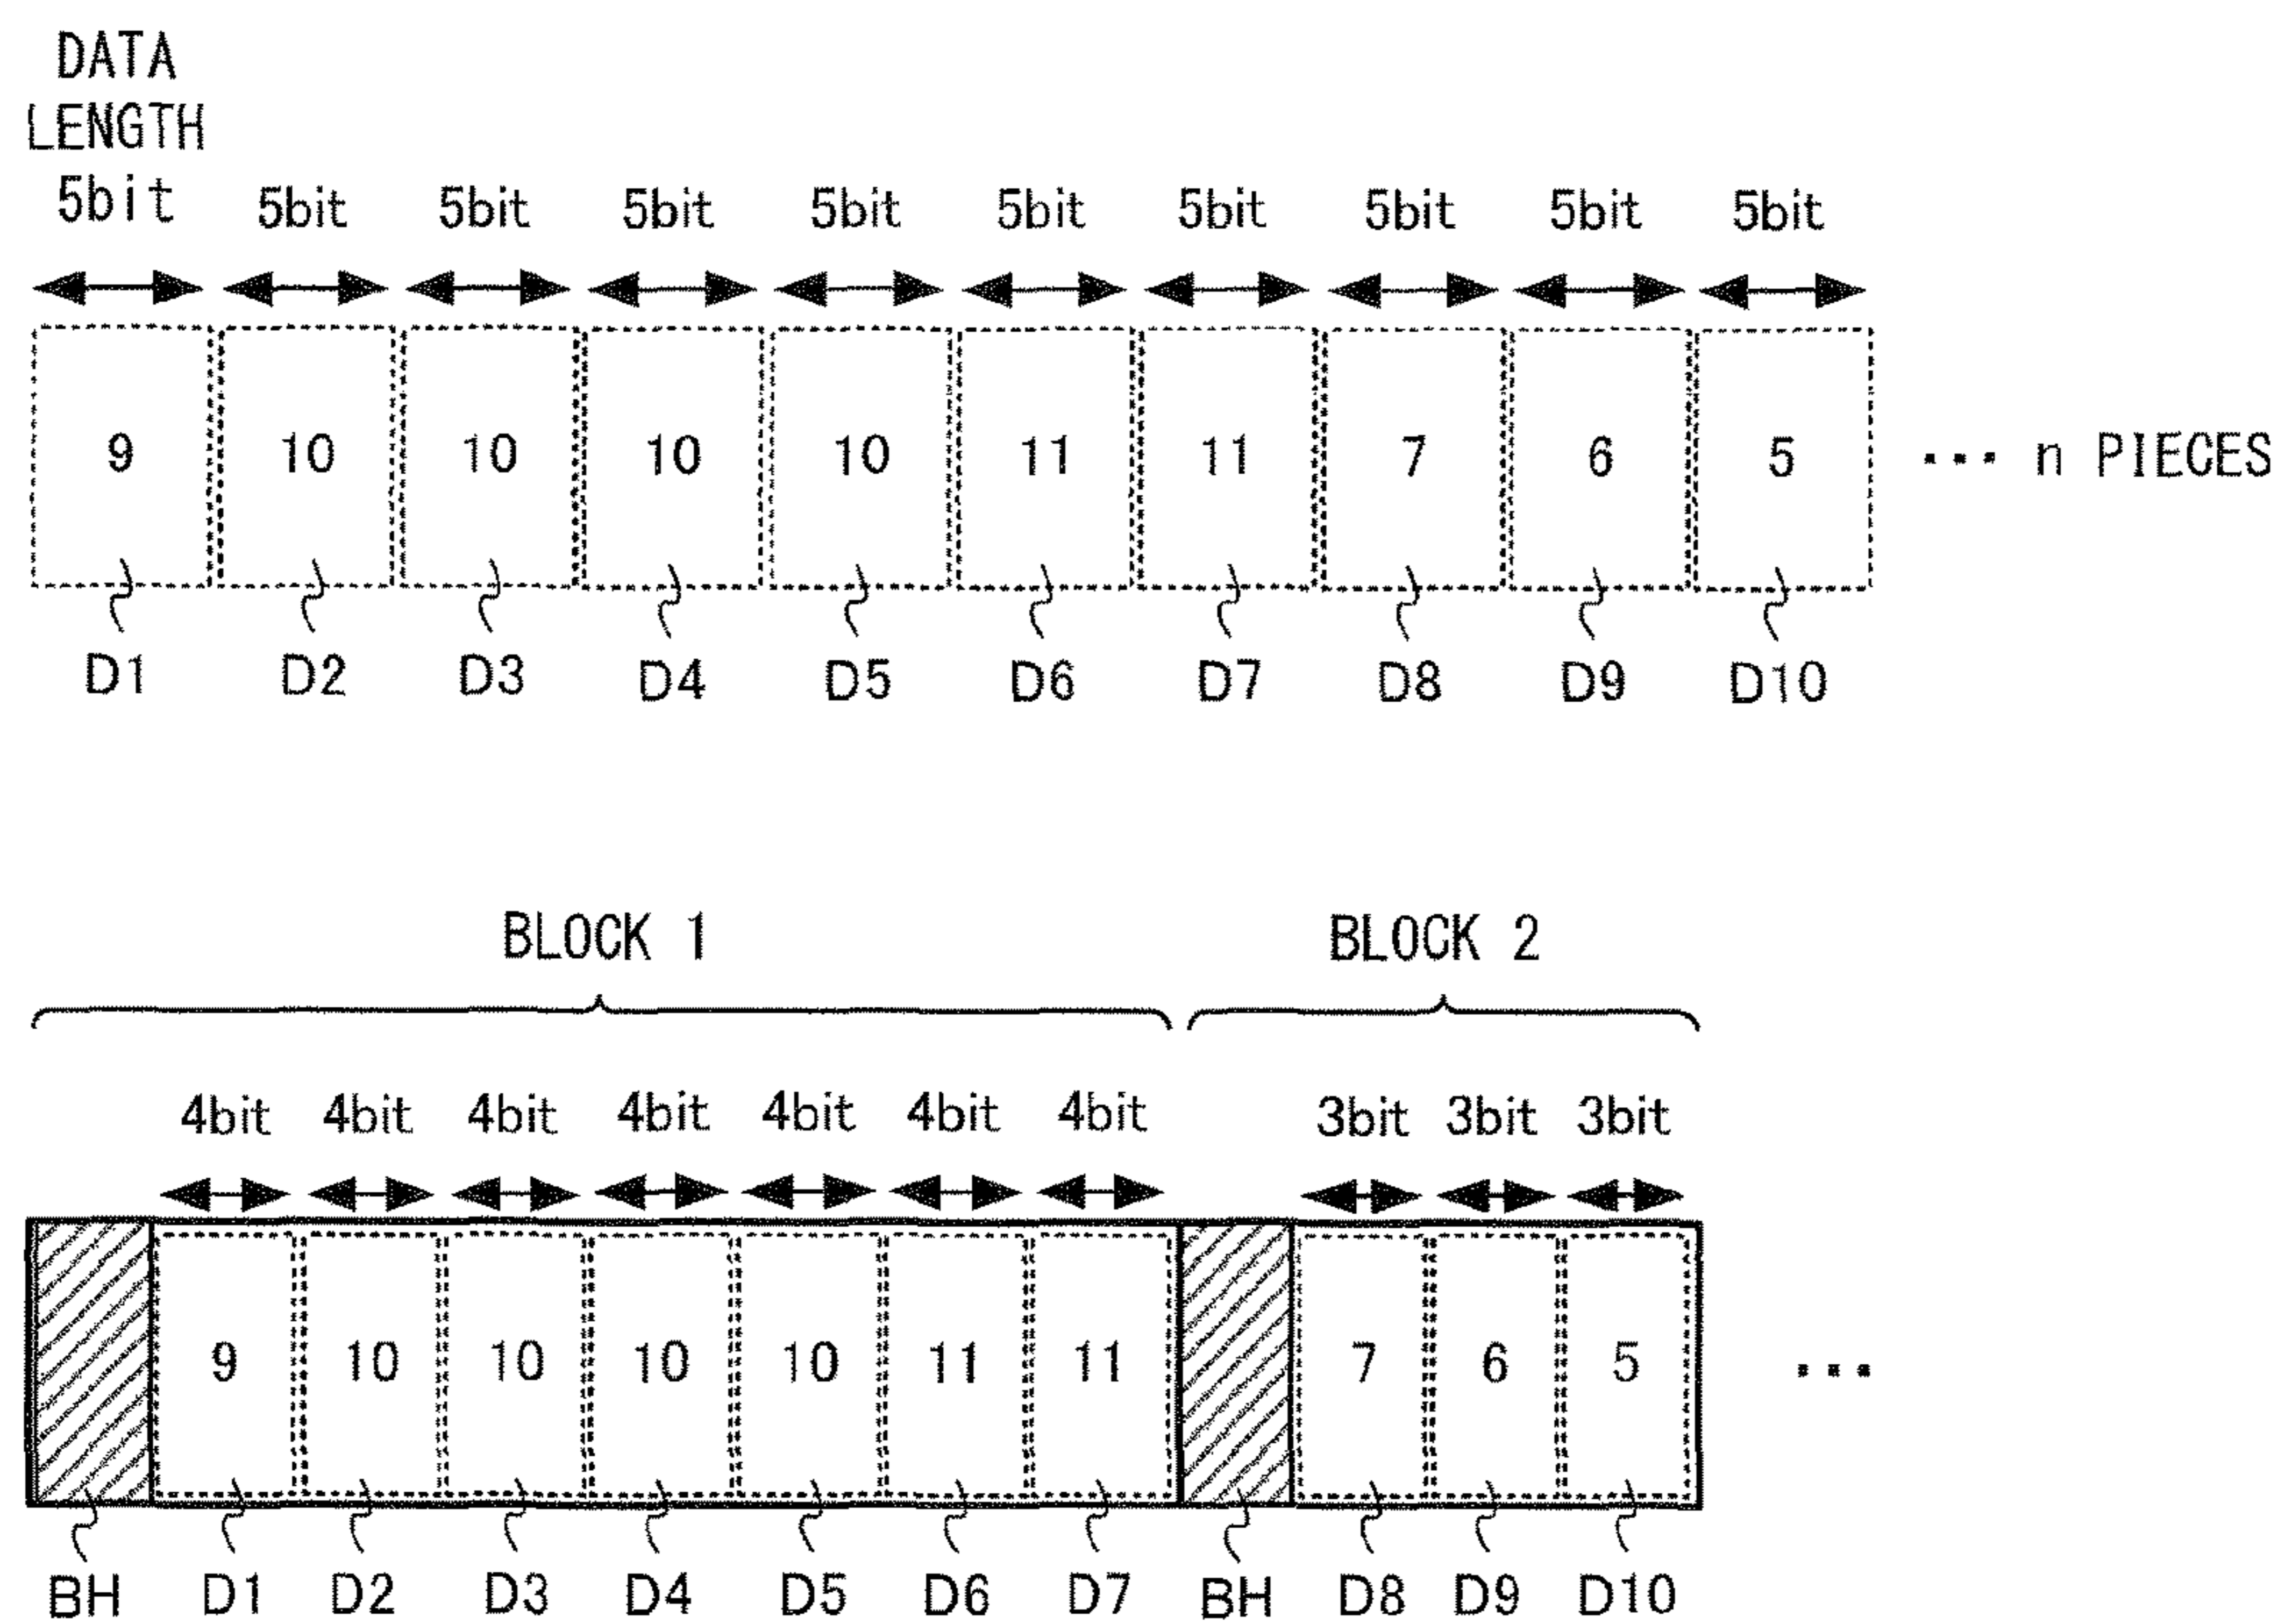 DATA
LENGTH
5bit 5bit 5bit 5bit 5bit 5bit 5bit 5bit 5bit 5bit
9 10 10 10 10 11 11 7 6 5 ... n PIECES
D1 D2 D3 D4 D5 D6 D7 D8 D9 D10
BLOCK 1 BLOCK 2
4bit 4bit 4bit 4bit 4bit 4bit 4bit 3bit 3bit 3bit
9 10 10 10 10 11 11 7 6 5 ...
BH D1 D2 D3 D4 D5 D6 D7 BH D8 D9 D10